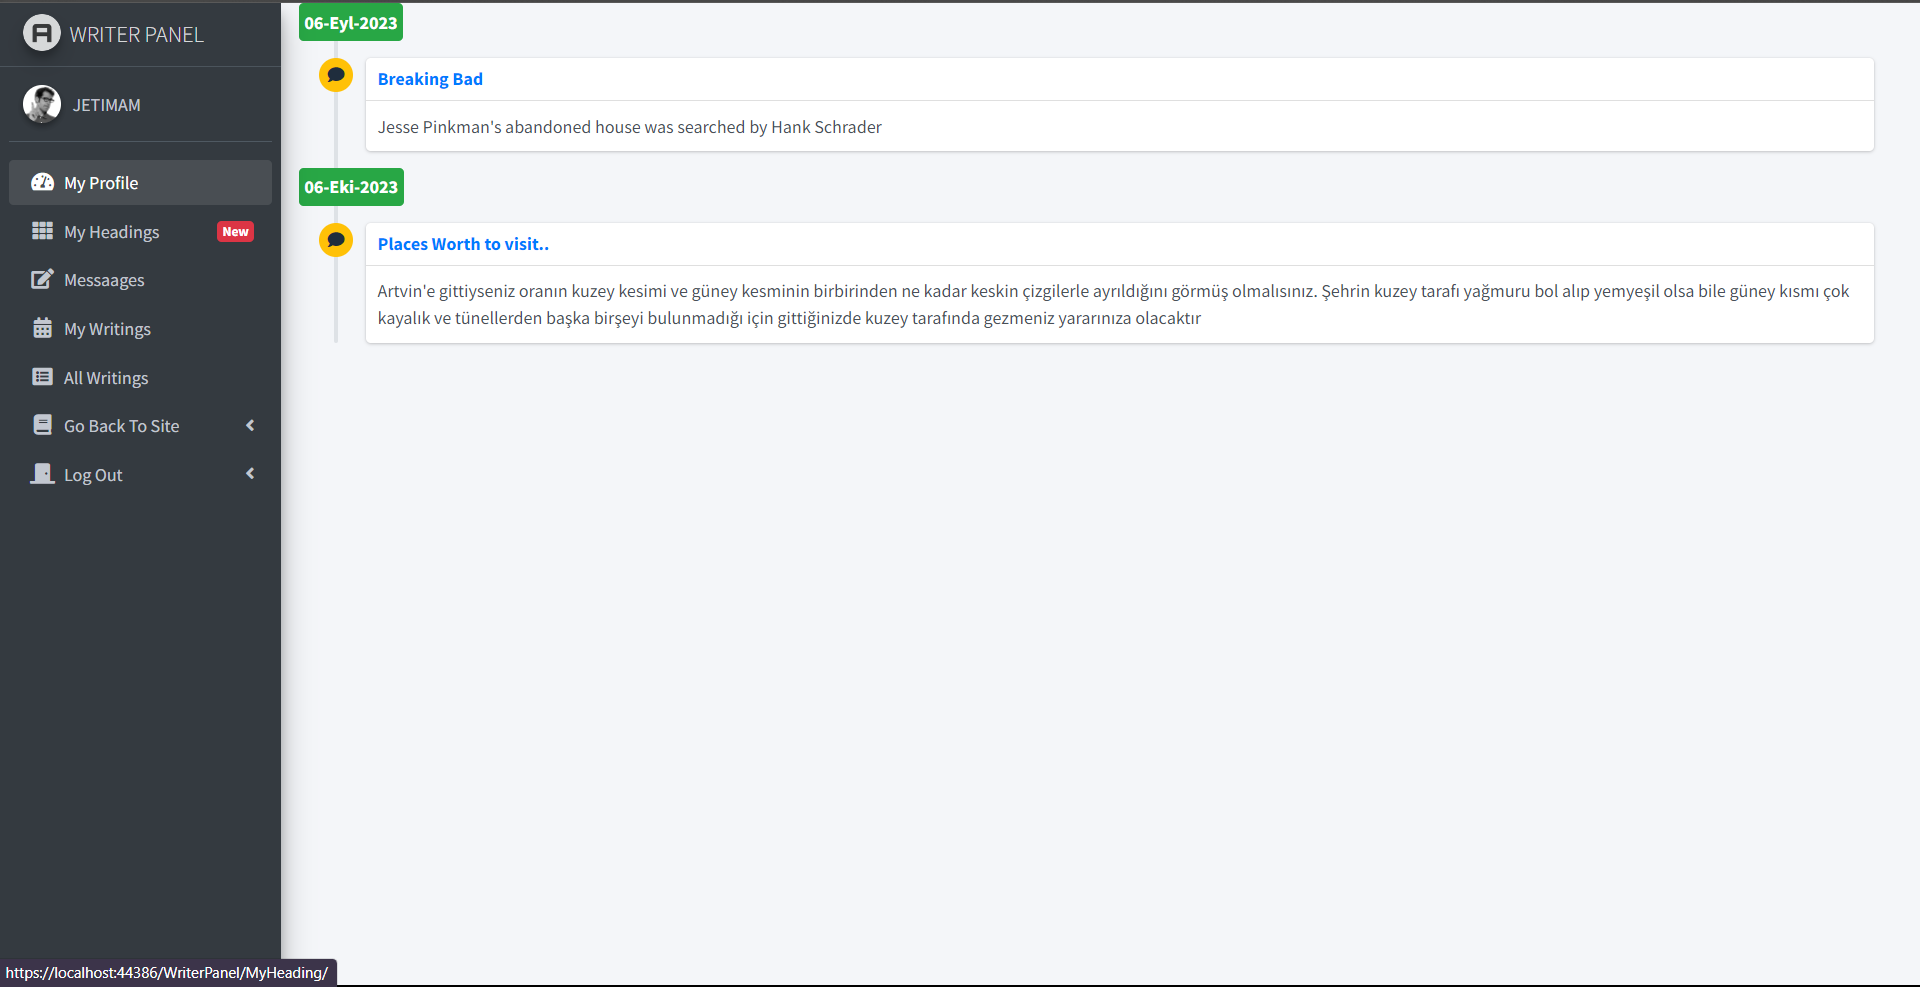 WRITER PANEL
JETIMAM
My Profile
My Headings New
Messaages
My Writings
All Writings
Go Back To Site
Log Out
06-Eyl-2023
Breaking Bad
Jesse Pinkman's abandoned house was searched by Hank Schrader
06-Eki-2023
Places Worth to visit..
Artvin'e gittiyseniz oranın kuzey kesimi ve güney kesminin birbirinden ne kadar keskin çizgilerle ayrıldığını görmüş olmalısınız. Şehrin kuzey tarafı yağmuru bol alıp yemyeşil olsa bile güney kısmı çok
kayalık ve tünellerden başka birşeyi bulunmadığı için gittiğinizde kuzey tarafında gezmeniz yararınıza olacaktır
https://localhost:44386/WriterPanel/MyHeading/